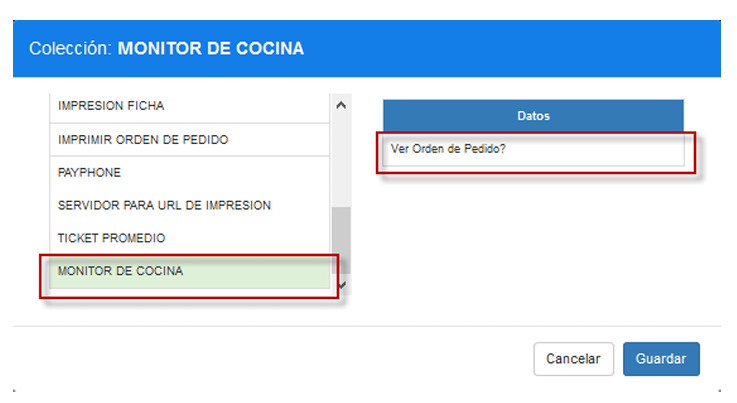 Colección: MONITOR DE COCINA
IMPRESION FICHA
IMPRIMIR ORDEN DE PEDIDO
PAYPHONE
SERVIDOR PARA URL DE IMPRESION
TICKET PROMEDIO
MONITOR DE COCINA
Datos
Ver Orden de Pedido?
Cancelar
Guardar